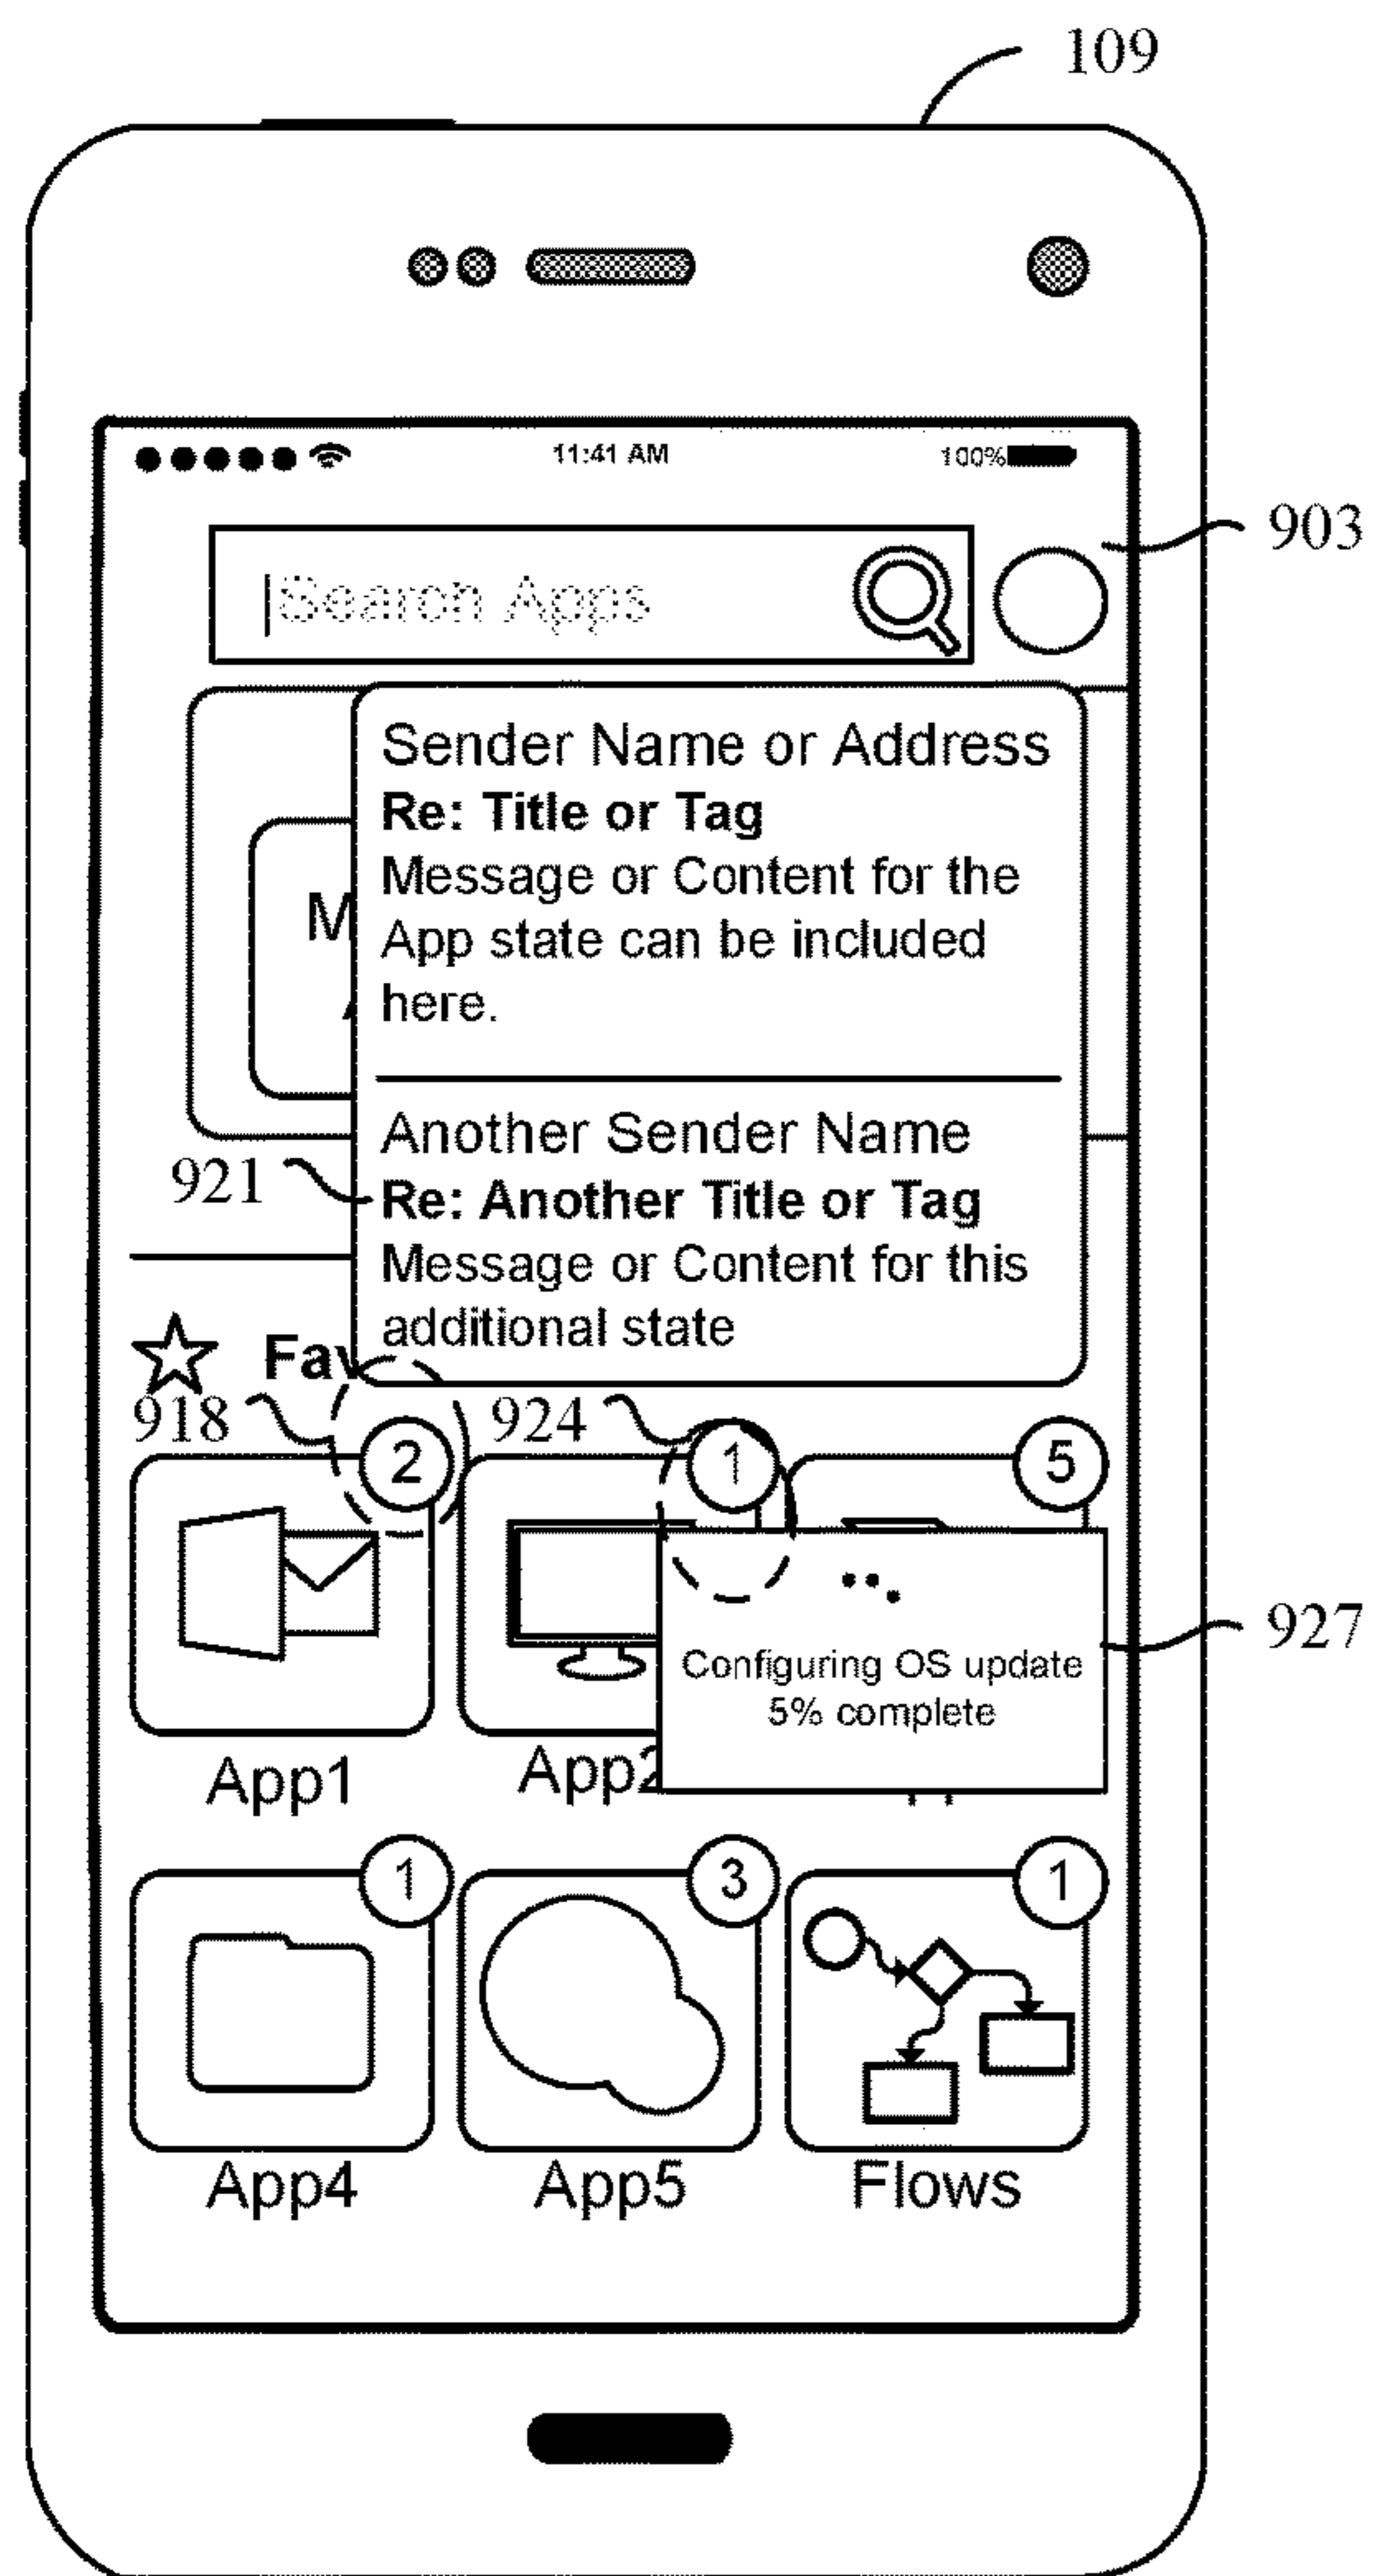 109
11:41 AM
100%
903
Search Apps
Sender Name or Address
Re: Title or Tag
Message or Content for the
App state can be included
here.
M
Another Sender Name
921
Re: Another Title or Tag
Message or Content for this
additional state
Fav
918
924
2
1
5
927
Configuring OS update
5% complete
App1
App2
1
3
1
App4
App5
Flows